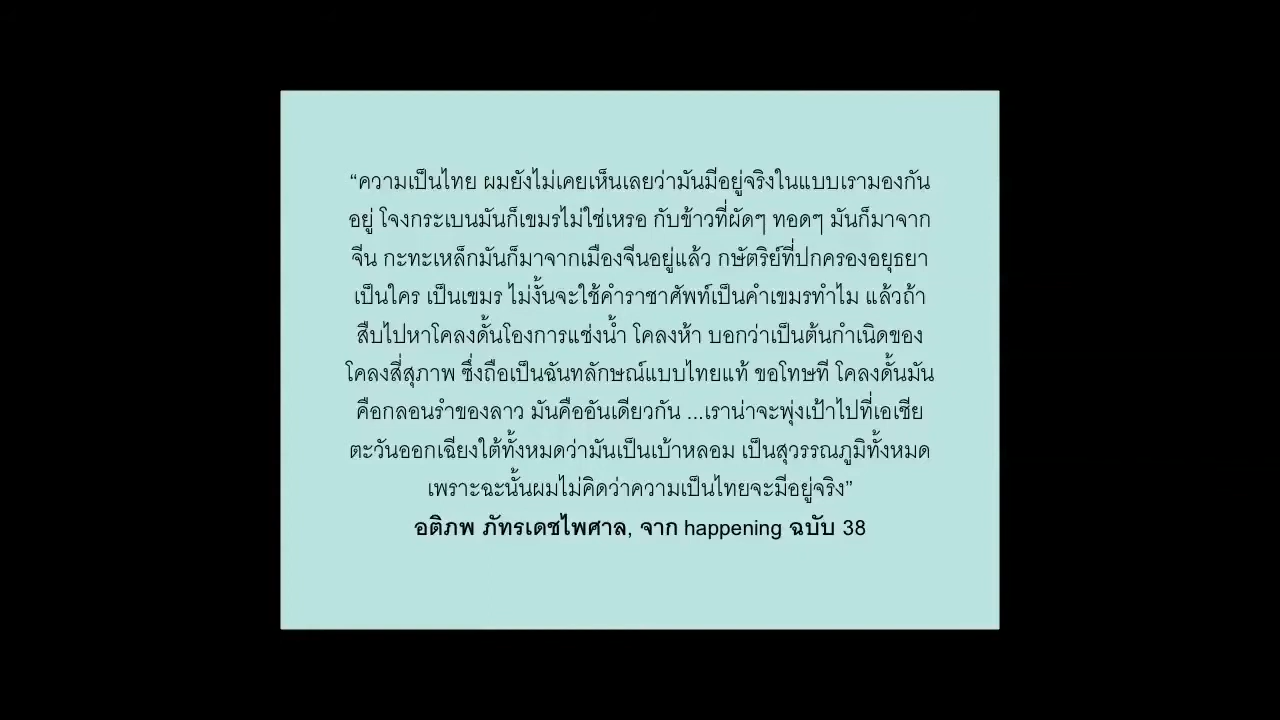 “ความเป็นไทย ผมยังไม่เคยเห็นเลยว่ามันมีอยู่จริงในแบบเรามองกัน
อยู่ โจงกระเบนมันก็เขมรไม่ใช่เหรอ กับข้าวที่ผัดๆ ทอดๆ มันก็มาจาก
จีน กะทะเหล็กมันก็มาจากเมืองจีนอยู่แล้ว กษัตริย์ที่ปกครองอยุธยา
เป็นใคร เป็นเขมร ไม่งั้นจะใช้คำราชาศัพท์เป็นคำเขมรทำไม แล้วถ้า
สืบไปหาโคลงดั้นโองการแช่งน้ำ โคลงห้า บอกว่าเป็นต้นกำเนิดของ
โคลงสี่สุภาพ ซึ่งถือเป็นฉันทลักษณ์แบบไทยแท้ ขอโทษที โคลงดั้นมัน
คือกลอนรำของลาว มันคืออันเดียวกัน ...เราน่าจะพุ่งเป้าไปที่เอเชีย
ตะวันออกเฉียงใต้ทั้งหมดว่ามันเป็นเบ้าหลอม เป็นสุวรรณภูมิทั้งหมด
เพราะฉะนั้นผมไม่คิดว่าความเป็นไทยจะมีอยู่จริง”
อติภพ ภัทรเดชไพศาล, จาก happening ฉบับ 38